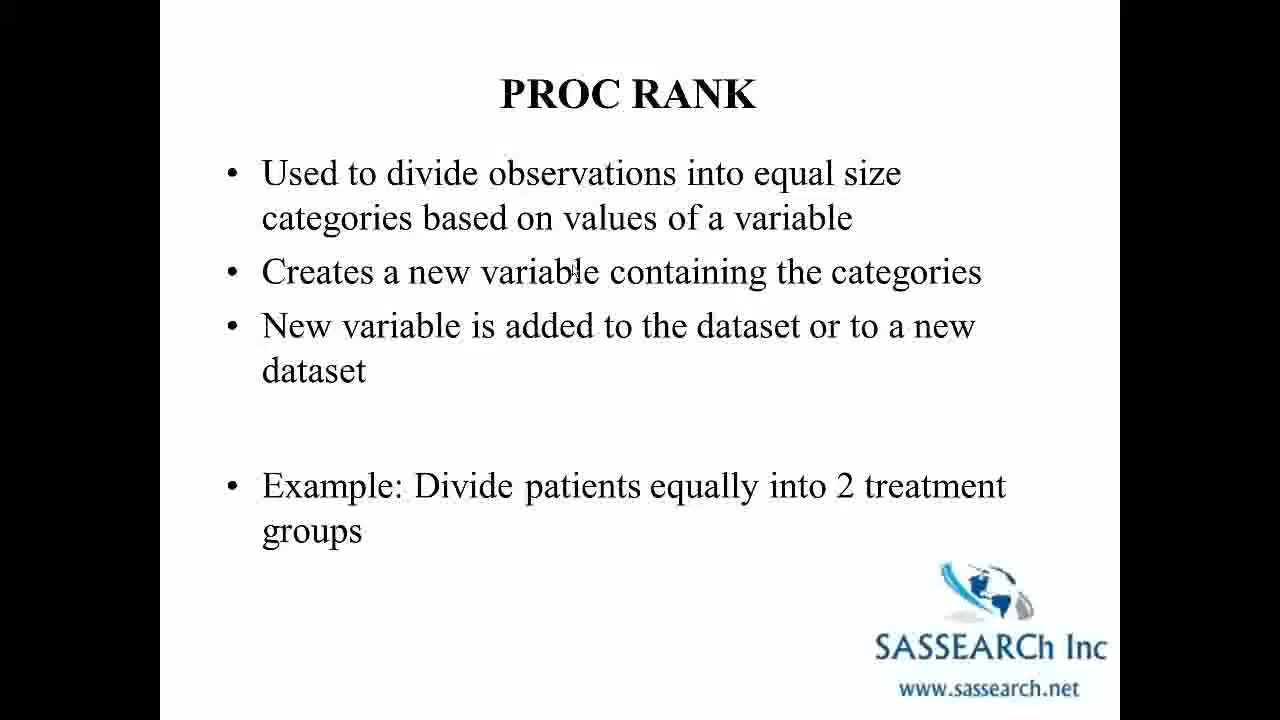 PROC RANK
• Used to divide observations into equal size
categories based on values of a variable
• Creates a new variable containing the categories
• New variable is added to the dataset or to a new
dataset
• Example: Divide patients equally into 2 treatment
groups
SASSEARCh Inc
www.sassearch.net